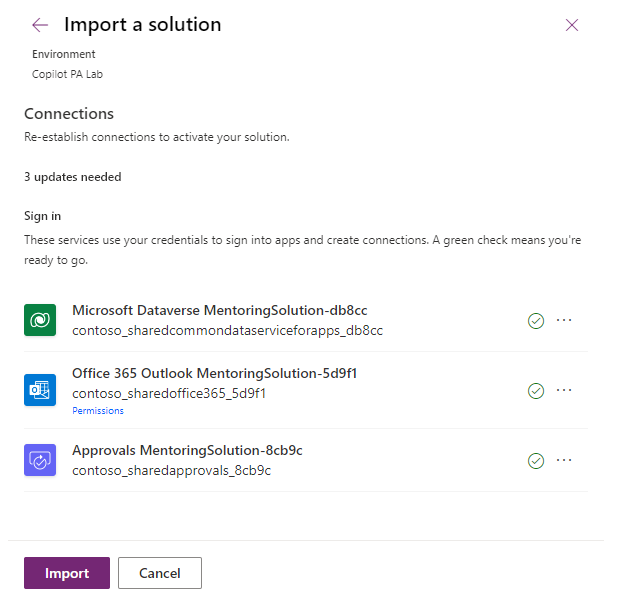 Import a solution
Environment
Copilot PA Lab
Connections
Re-establish connections to activate your solution.
3 updates needed
Sign in
These services use your credentials to sign into apps and create connections. A green check means you're
ready to go.
Microsoft Dataverse MentoringSolution-db8cc
contoso_sharedcommondataserviceforapps_db8cc
Office 365 Outlook MentoringSolution-5d9f1
contoso_sharedoffice365_5d9f1
Permissions
Approvals MentoringSolution-8cb9c
contoso_sharedapprovals_8cb9c
Import
Cancel